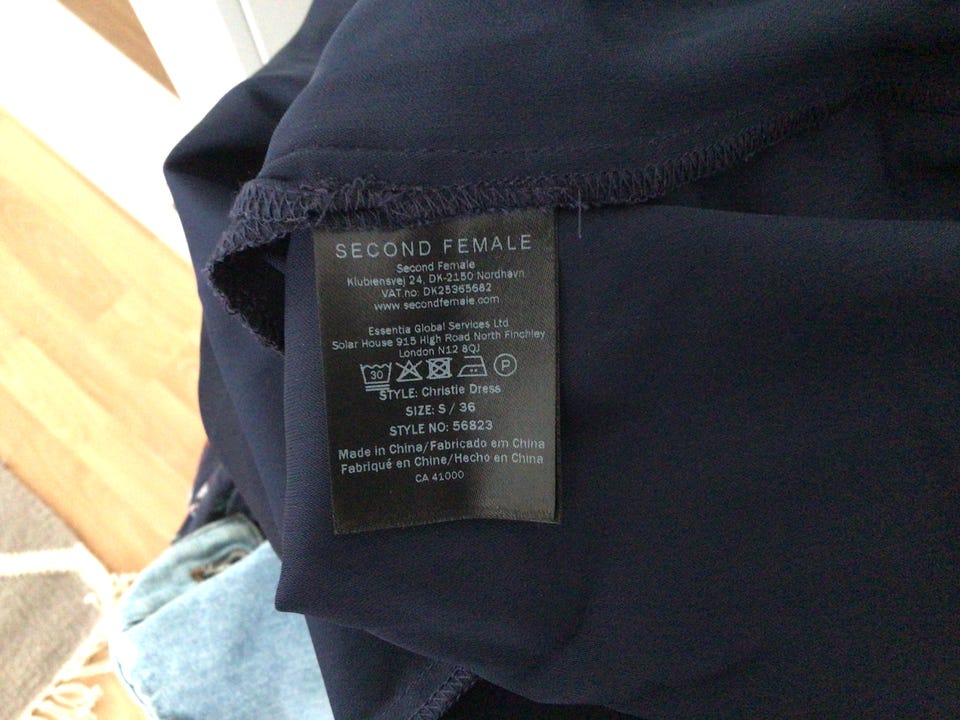 SECOND FEMALE
Second Female
Klubiensvej 24, DK-2150 Nordhavn
VAT.no: DK25365682
www.secondfemale.com
Essentia Global Services Ltd
Solar House 915 High Road North Finchley
London N12 8QJ
30 P
STYLE: Christie Dress
SIZE: S / 36
STYLE NO: 56823
Made in China/Fabricado em China
Fabriqué en Chine/Hecho en China
CA 41000